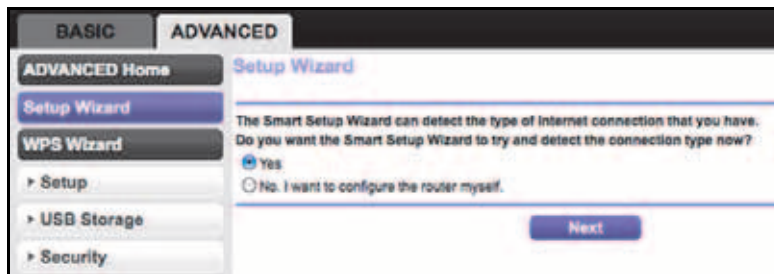 BASIC
ADVANCED
ADVANCED Home
Setup Wizard
WPS Wizard
Setup
USB Storage
Security
Setup Wizard
The Smart Setup Wizard can detect the type of Internet connection that you have.
Do you want the Smart Setup Wizard to try and detect the connection type now?
Yes
No. I want to configure the router myself.
Next